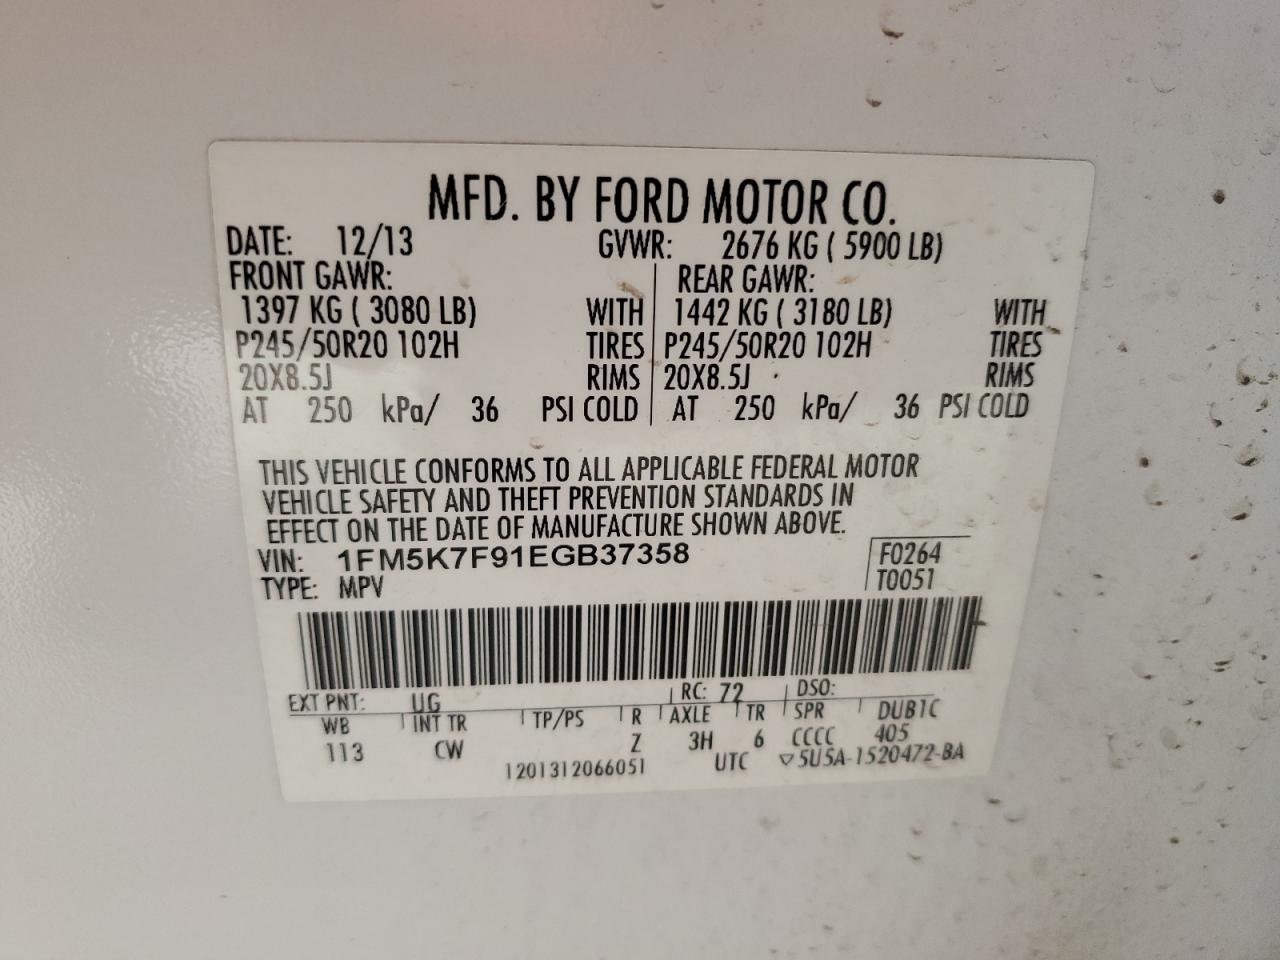 MFD. BY FORD MOTOR CO.
DATE: 12/13 GVWR: 2676 KG ( 5900 LB)
FRONT GAWR: REAR GAWR:
1397 KG ( 3080 LB) WITH 1442 KG ( 3180 LB) WITH
P245/50R20 102H TIRES P245/50R20 102H TIRES
20X8.5J RIMS 20X8.5J RIMS
AT 250 kPa/ 36 PSI COLD AT 250 kPa/ 36 PSI COLD
THIS VEHICLE CONFORMS TO ALL APPLICABLE FEDERAL MOTOR
VEHICLE SAFETY AND THEFT PREVENTION STANDARDS IN
EFFECT ON THE DATE OF MANUFACTURE SHOWN ABOVE.
VIN: 1FM5K7F91EGB37358 F0264
TYPE: MPV T0051
EXT PNT: UG RC: 72 DSO:
WB INT TR TP/PS R AXLE TR SPR DUB1C
113 CW Z 3H 6 CCCC 405
1201312066051 UTC ▽5U5A-1520472-BA